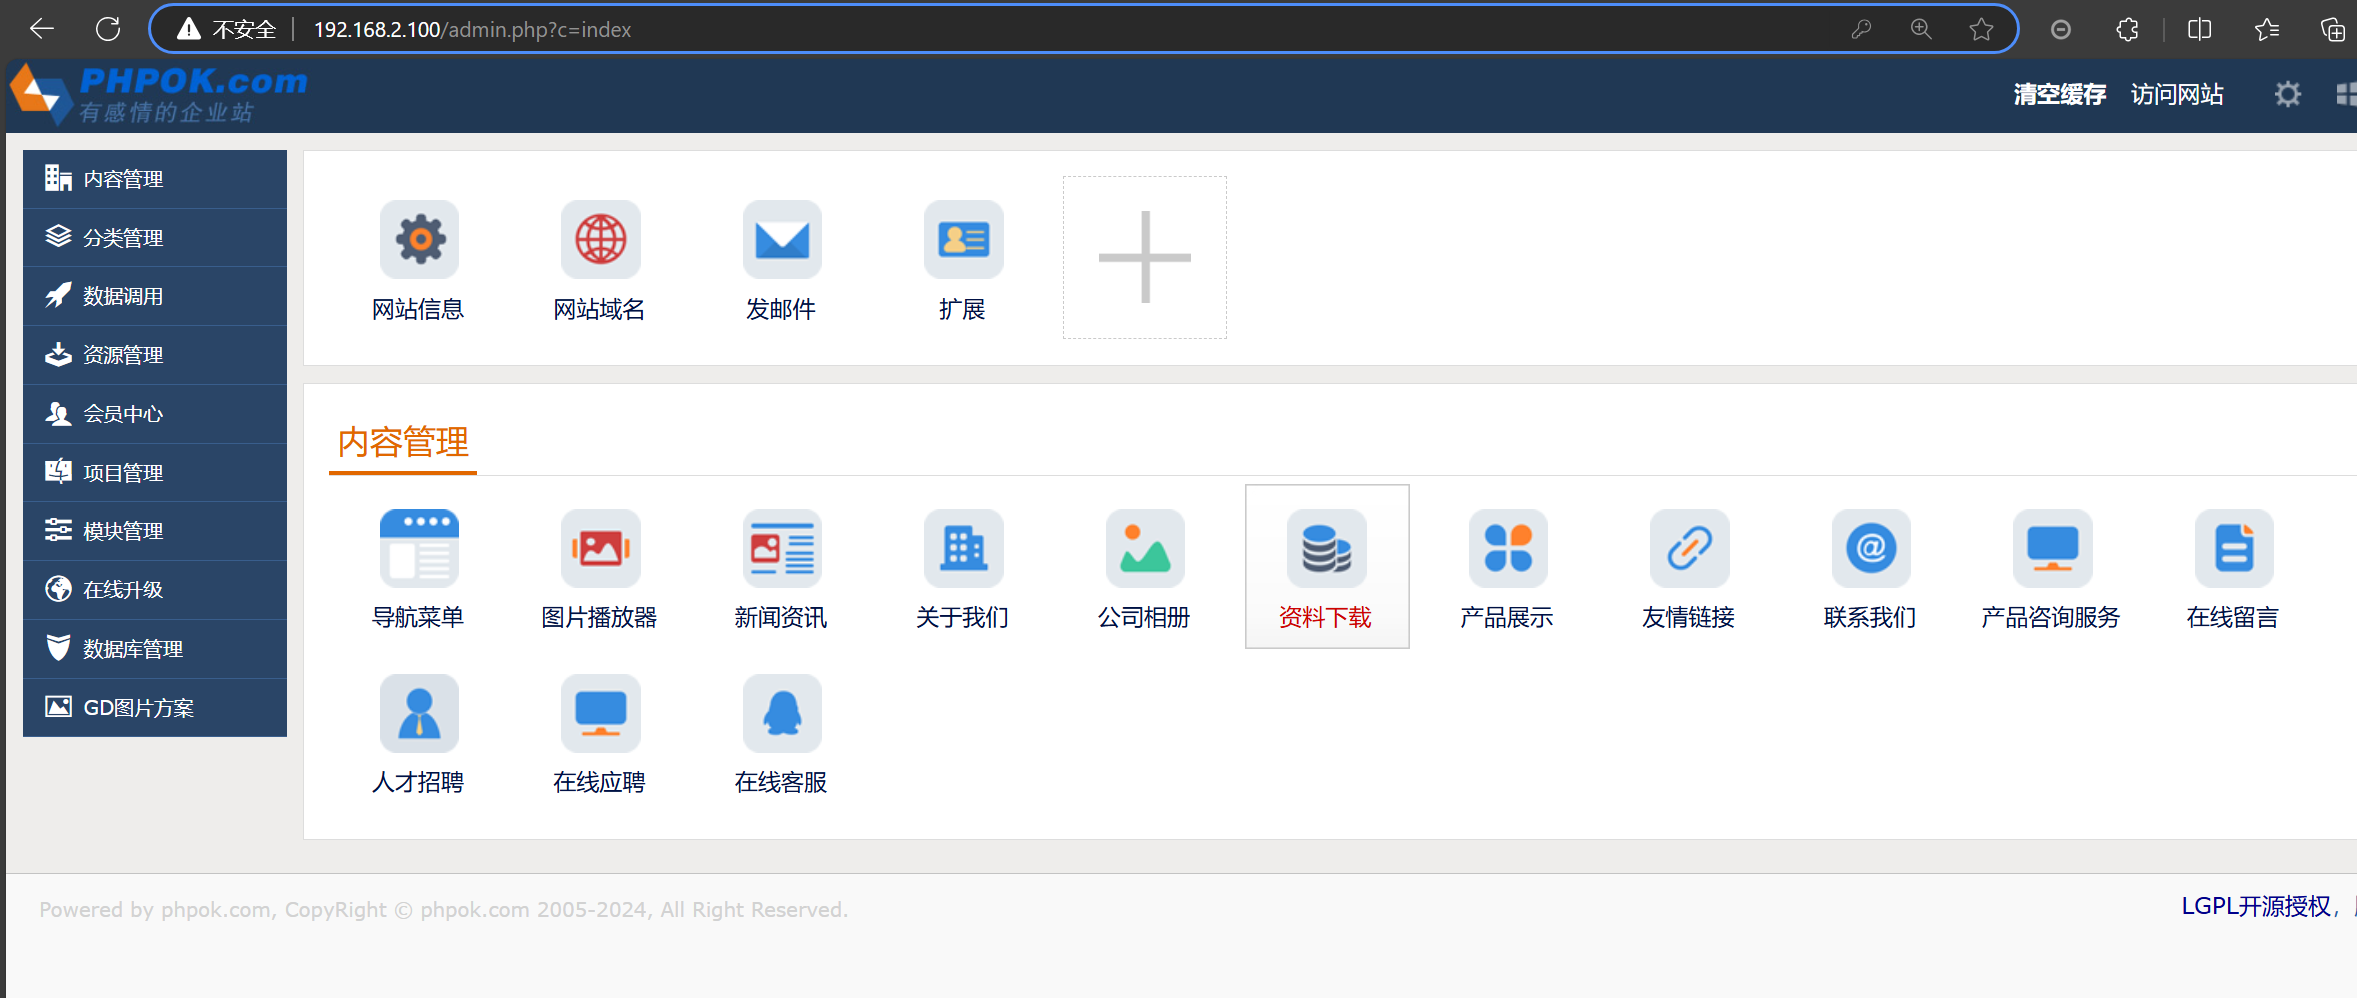 不安全 192.168.2.100/admin.php?c=index
PHPOK.com
有感情的企业站
清空缓存 访问网站
内容管理
分类管理
数据调用
资源管理
会员中心
项目管理
模块管理
在线升级
数据库管理
GD图片方案
网站信息 网站域名 发邮件 扩展
内容管理
导航菜单 图片播放器 新闻资讯 关于我们 公司相册 资料下载 产品展示 友情链接 联系我们 产品咨询服务 在线留言
人才招聘 在线应聘 在线客服
Powered by phpok.com, CopyRight © phpok.com 2005-2024, All Right Reserved.
LGPL开源授权，